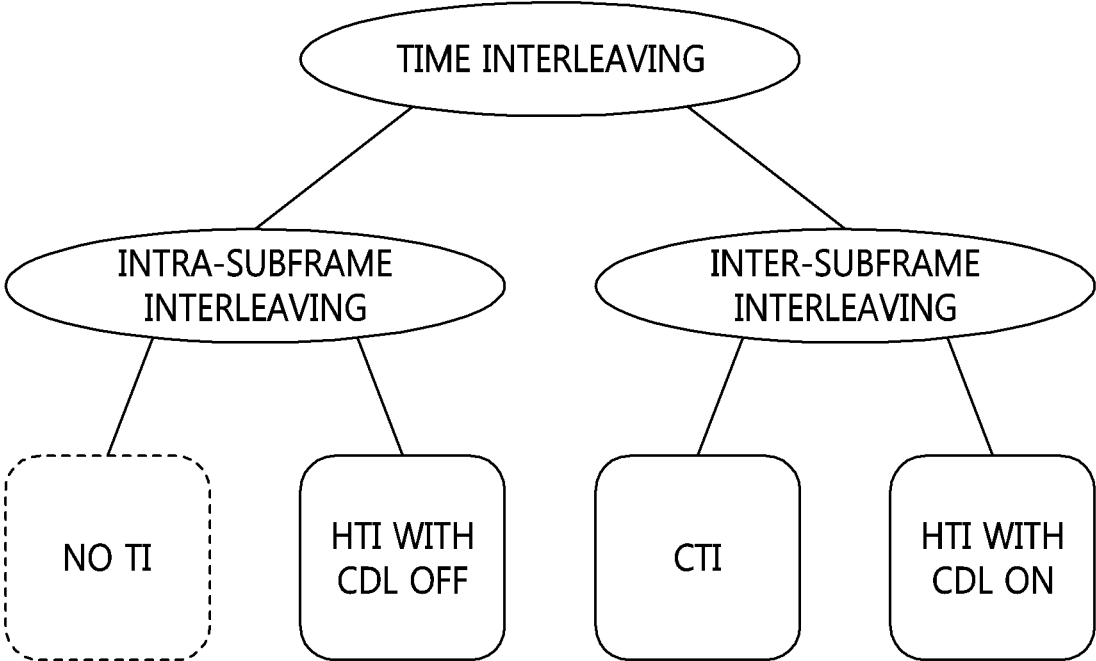 TIME INTERLEAVING
INTRA-SUBFRAME
INTERLEAVING
INTER-SUBFRAME
INTERLEAVING
NO TI
HTI WITH
CDL OFF
CTI
HTI WITH
CDL ON